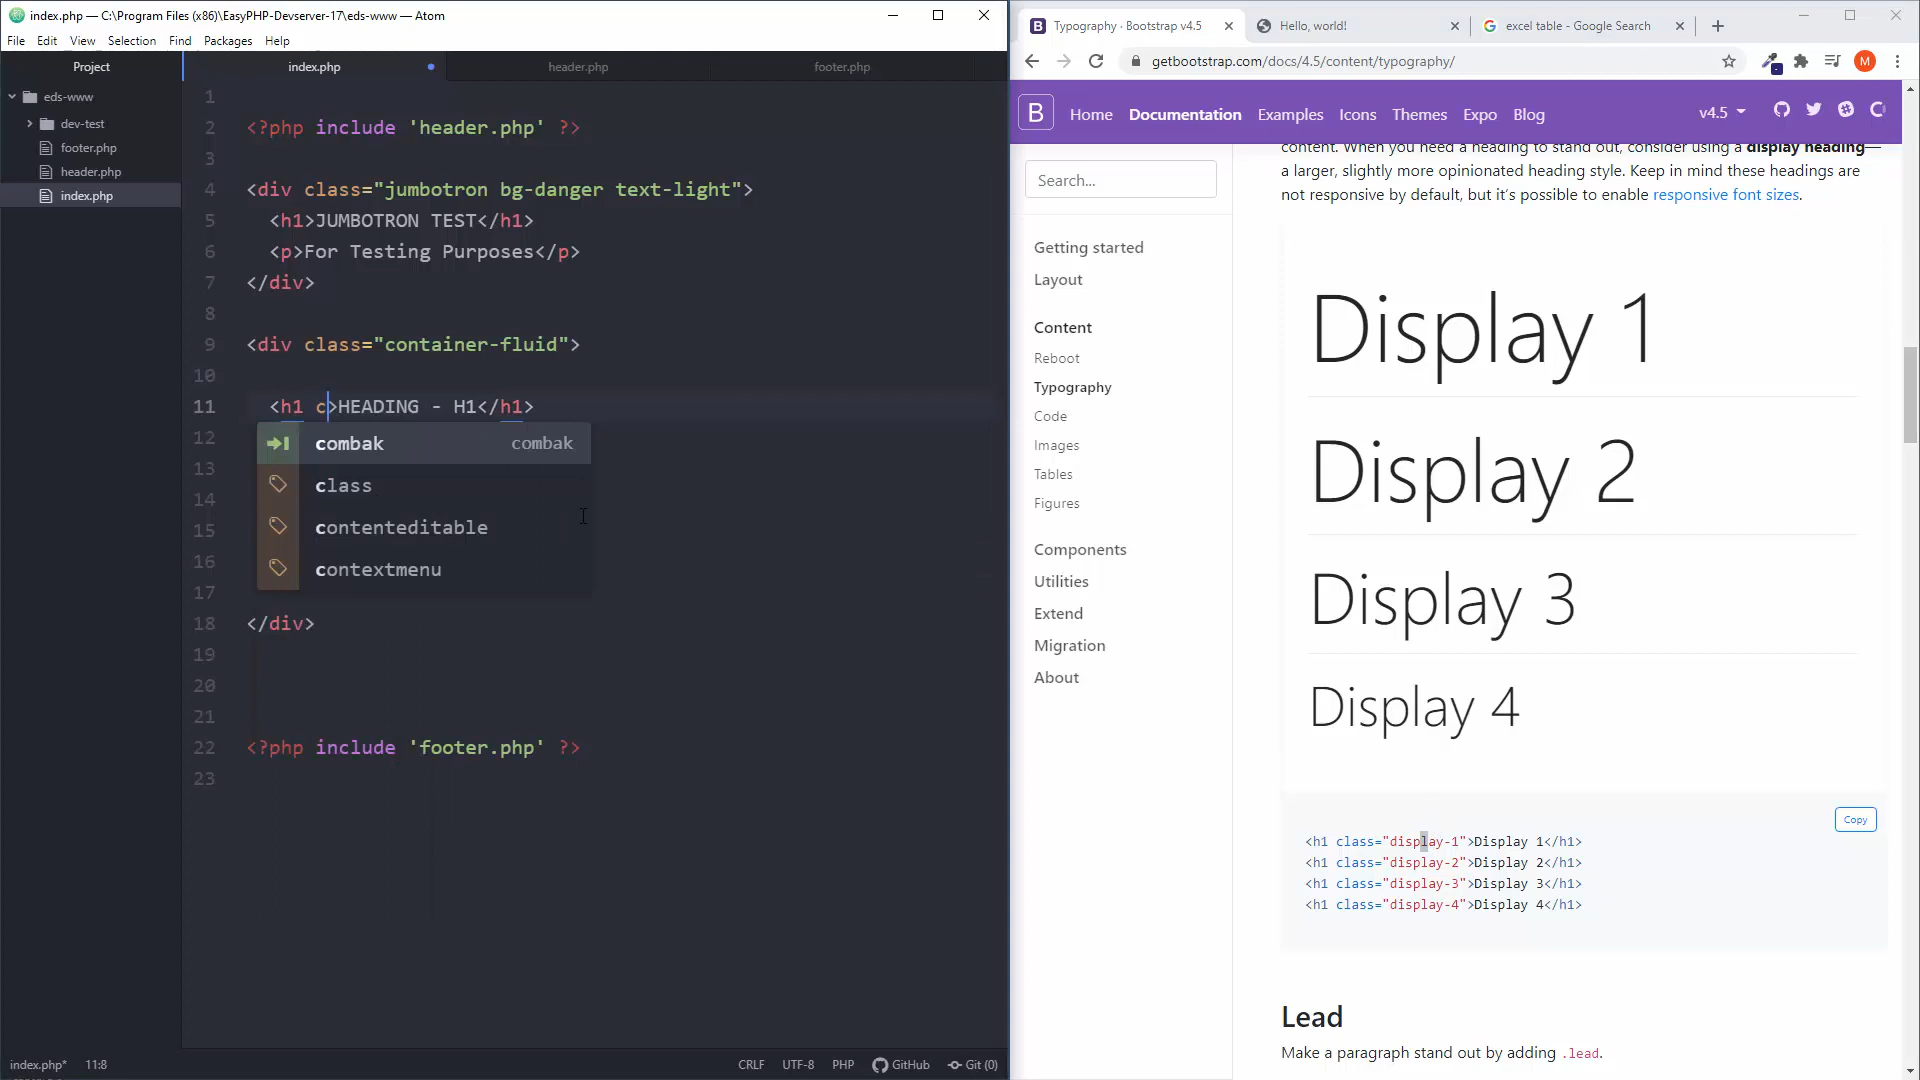 index.php — C:\Program Files (x86)\EasyPHP-Devserver-17\eds-www — Atom
File Edit View Selection Find Packages Help
Project
eds-www
dev-test
footer.php
header.php
index.php
index.php header.php footer.php
1
2 <?php include 'header.php' ?>
3
4 <div class="jumbotron bg-danger text-light">
5 <h1>JUMBOTRON TEST</h1>
6 <p>For Testing Purposes</p>
7 </div>
8
9 <div class="container-fluid">
10
11 <h1 c>HEADING - H1</h1>
12
13
14
15
16
17
18 </div>
19
20
21
22 <?php include 'footer.php' ?>
23
combak combak
class
contenteditable
contextmenu
index.php* 11:8 CRLF UTF-8 PHP GitHub Git (0)
Typography · Bootstrap v4.5 Hello, world! excel table - Google Search
getbootstrap.com/docs/4.5/content/typography/ M
B Home Documentation Examples Icons Themes Expo Blog v4.5
Search...
Getting started
Layout
Content
Reboot
Typography
Code
Images
Tables
Figures
Components
Utilities
Extend
Migration
About
content. When you need a heading to stand out, consider using a display heading—
a larger, slightly more opinionated heading style. Keep in mind these headings are
not responsive by default, but it's possible to enable responsive font sizes.
Display 1
Display 2
Display 3
Display 4
Copy
<h1 class="display-1">Display 1</h1>
<h1 class="display-2">Display 2</h1>
<h1 class="display-3">Display 3</h1>
<h1 class="display-4">Display 4</h1>
Lead
Make a paragraph stand out by adding .lead.